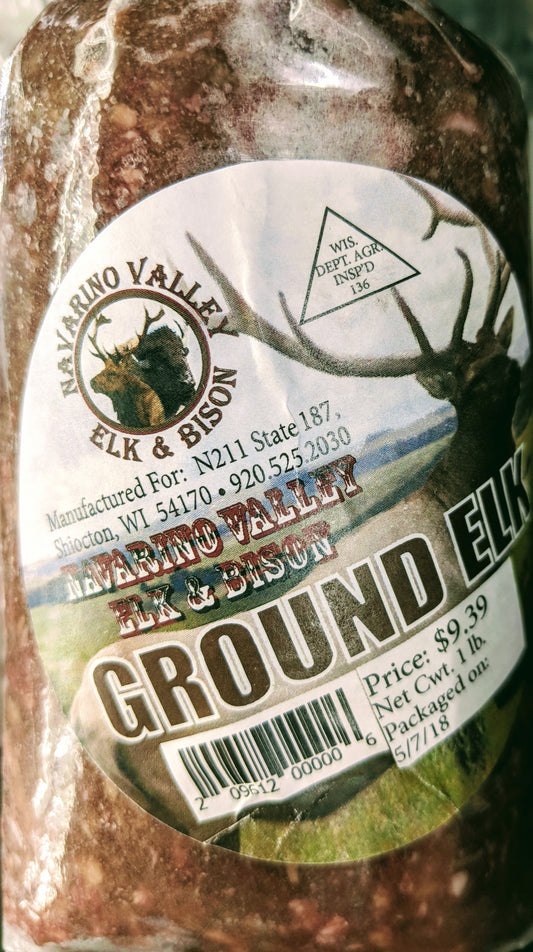 WIS.
DEPT. AGR.
INSP'D
136
NAVARINO VALLEY
ELK & BISON
Manufactured For: N211 State 187,
Shiocton, WI 54170 • 920.525.2030
NAVARINO VALLEY
ELK & BISON
GROUND ELK
Price: $9.39
Net Cwt. 1 lb.
Packaged on:
5/7/18
2 09612 00000 6